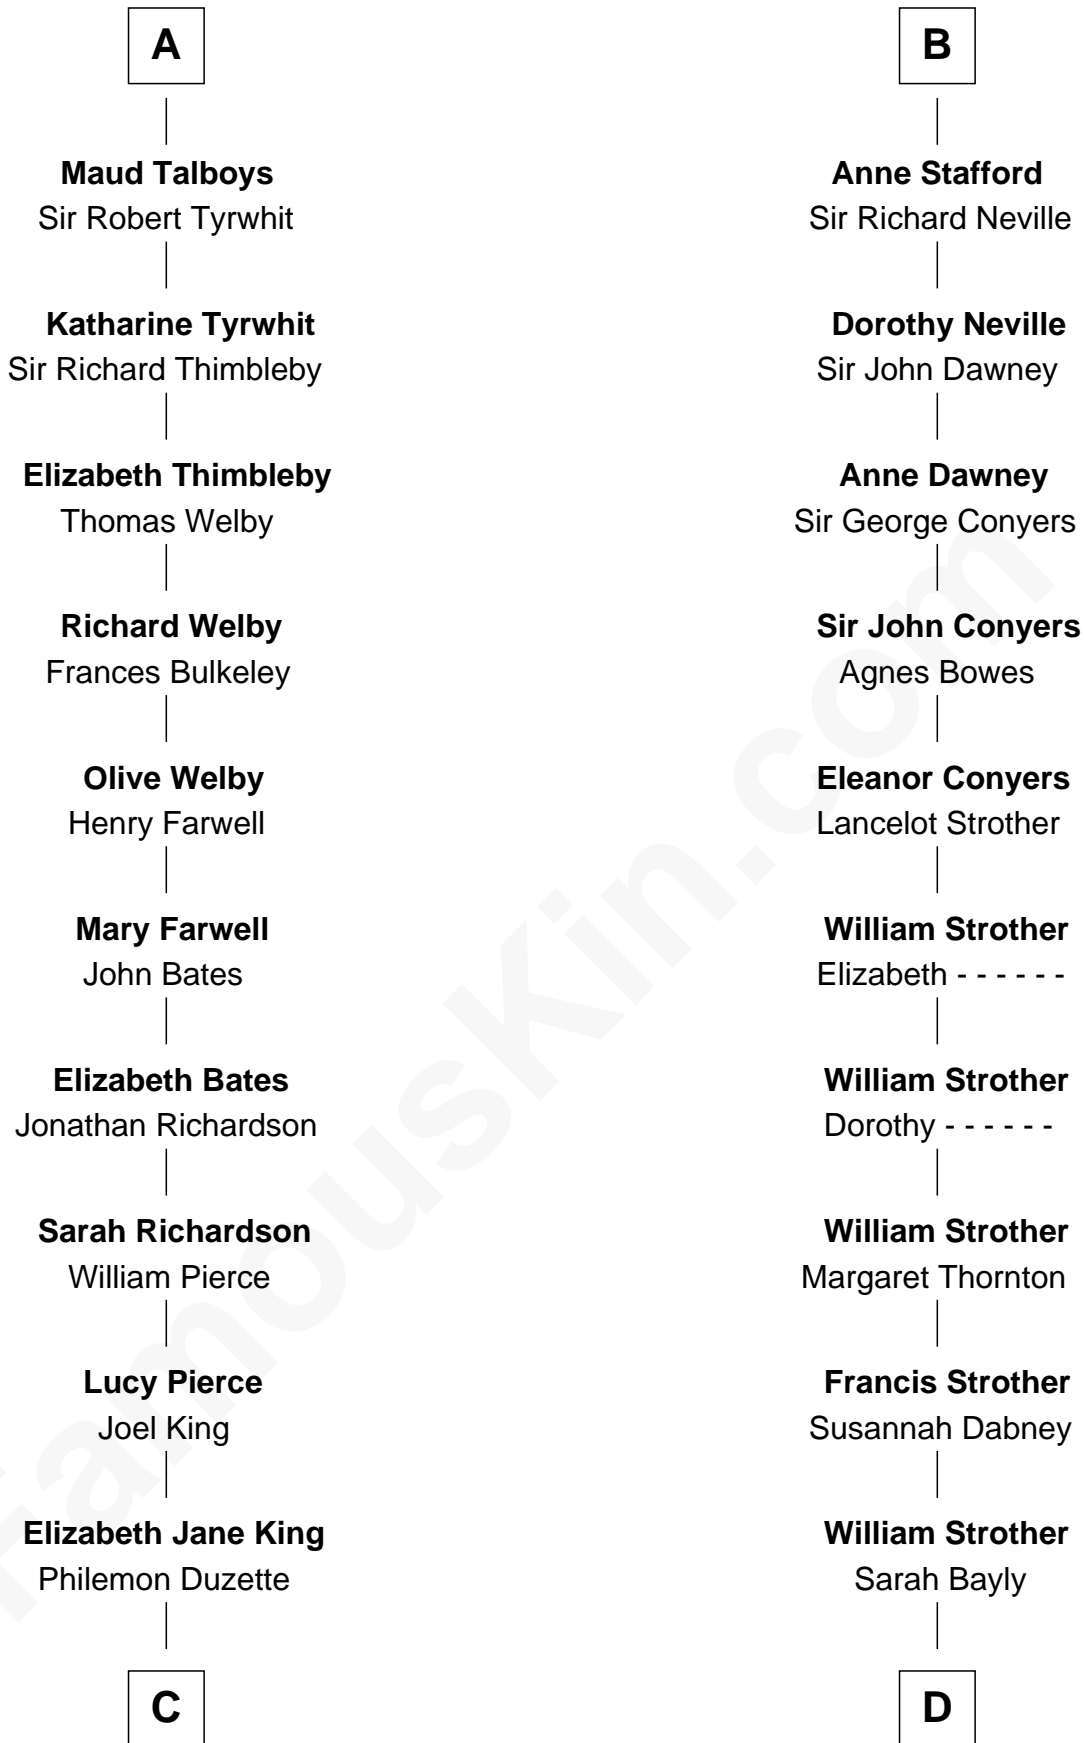 A
Maud Talboys
Sir Robert Tyrwhit
Katharine Tyrwhit
Sir Richard Thimbleby
Elizabeth Thimbleby
Thomas Welby
Richard Welby
Frances Bulkeley
Olive Welby
Henry Farwell
Mary Farwell
John Bates
Elizabeth Bates
Jonathan Richardson
Sarah Richardson
William Pierce
Lucy Pierce
Joel King
Elizabeth Jane King
Philemon Duzette
C
B
Anne Stafford
Sir Richard Neville
Dorothy Neville
Sir John Dawney
Anne Dawney
Sir George Conyers
Sir John Conyers
Agnes Bowes
Eleanor Conyers
Lancelot Strother
William Strother
Elizabeth - - - - - -
William Strother
Dorothy - - - - - -
William Strother
Margaret Thornton
Francis Strother
Susannah Dabney
William Strother
Sarah Bayly
D
FamousKin.com